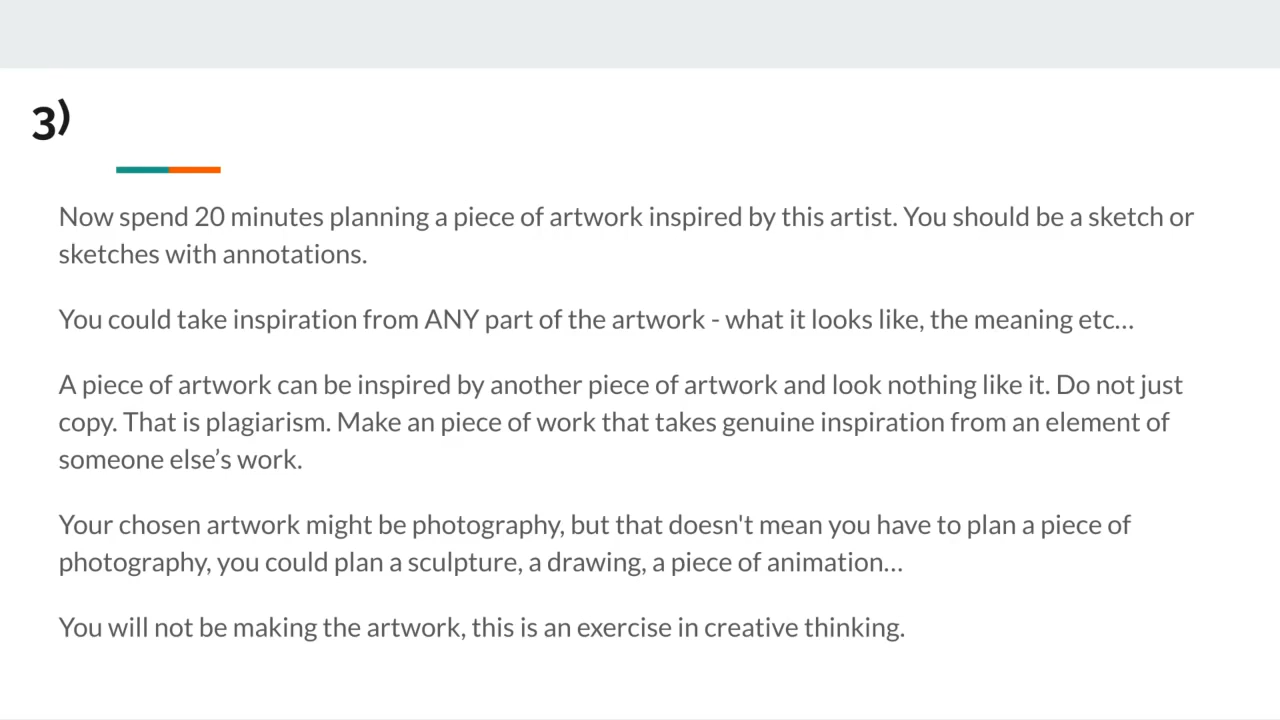 3)
Now spend 20 minutes planning a piece of artwork inspired by this artist. You should be a sketch or
sketches with annotations.
You could take inspiration from ANY part of the artwork - what it looks like, the meaning etc…
A piece of artwork can be inspired by another piece of artwork and look nothing like it. Do not just
copy. That is plagiarism. Make an piece of work that takes genuine inspiration from an element of
someone else’s work.
Your chosen artwork might be photography, but that doesn't mean you have to plan a piece of
photography, you could plan a sculpture, a drawing, a piece of animation…
You will not be making the artwork, this is an exercise in creative thinking.